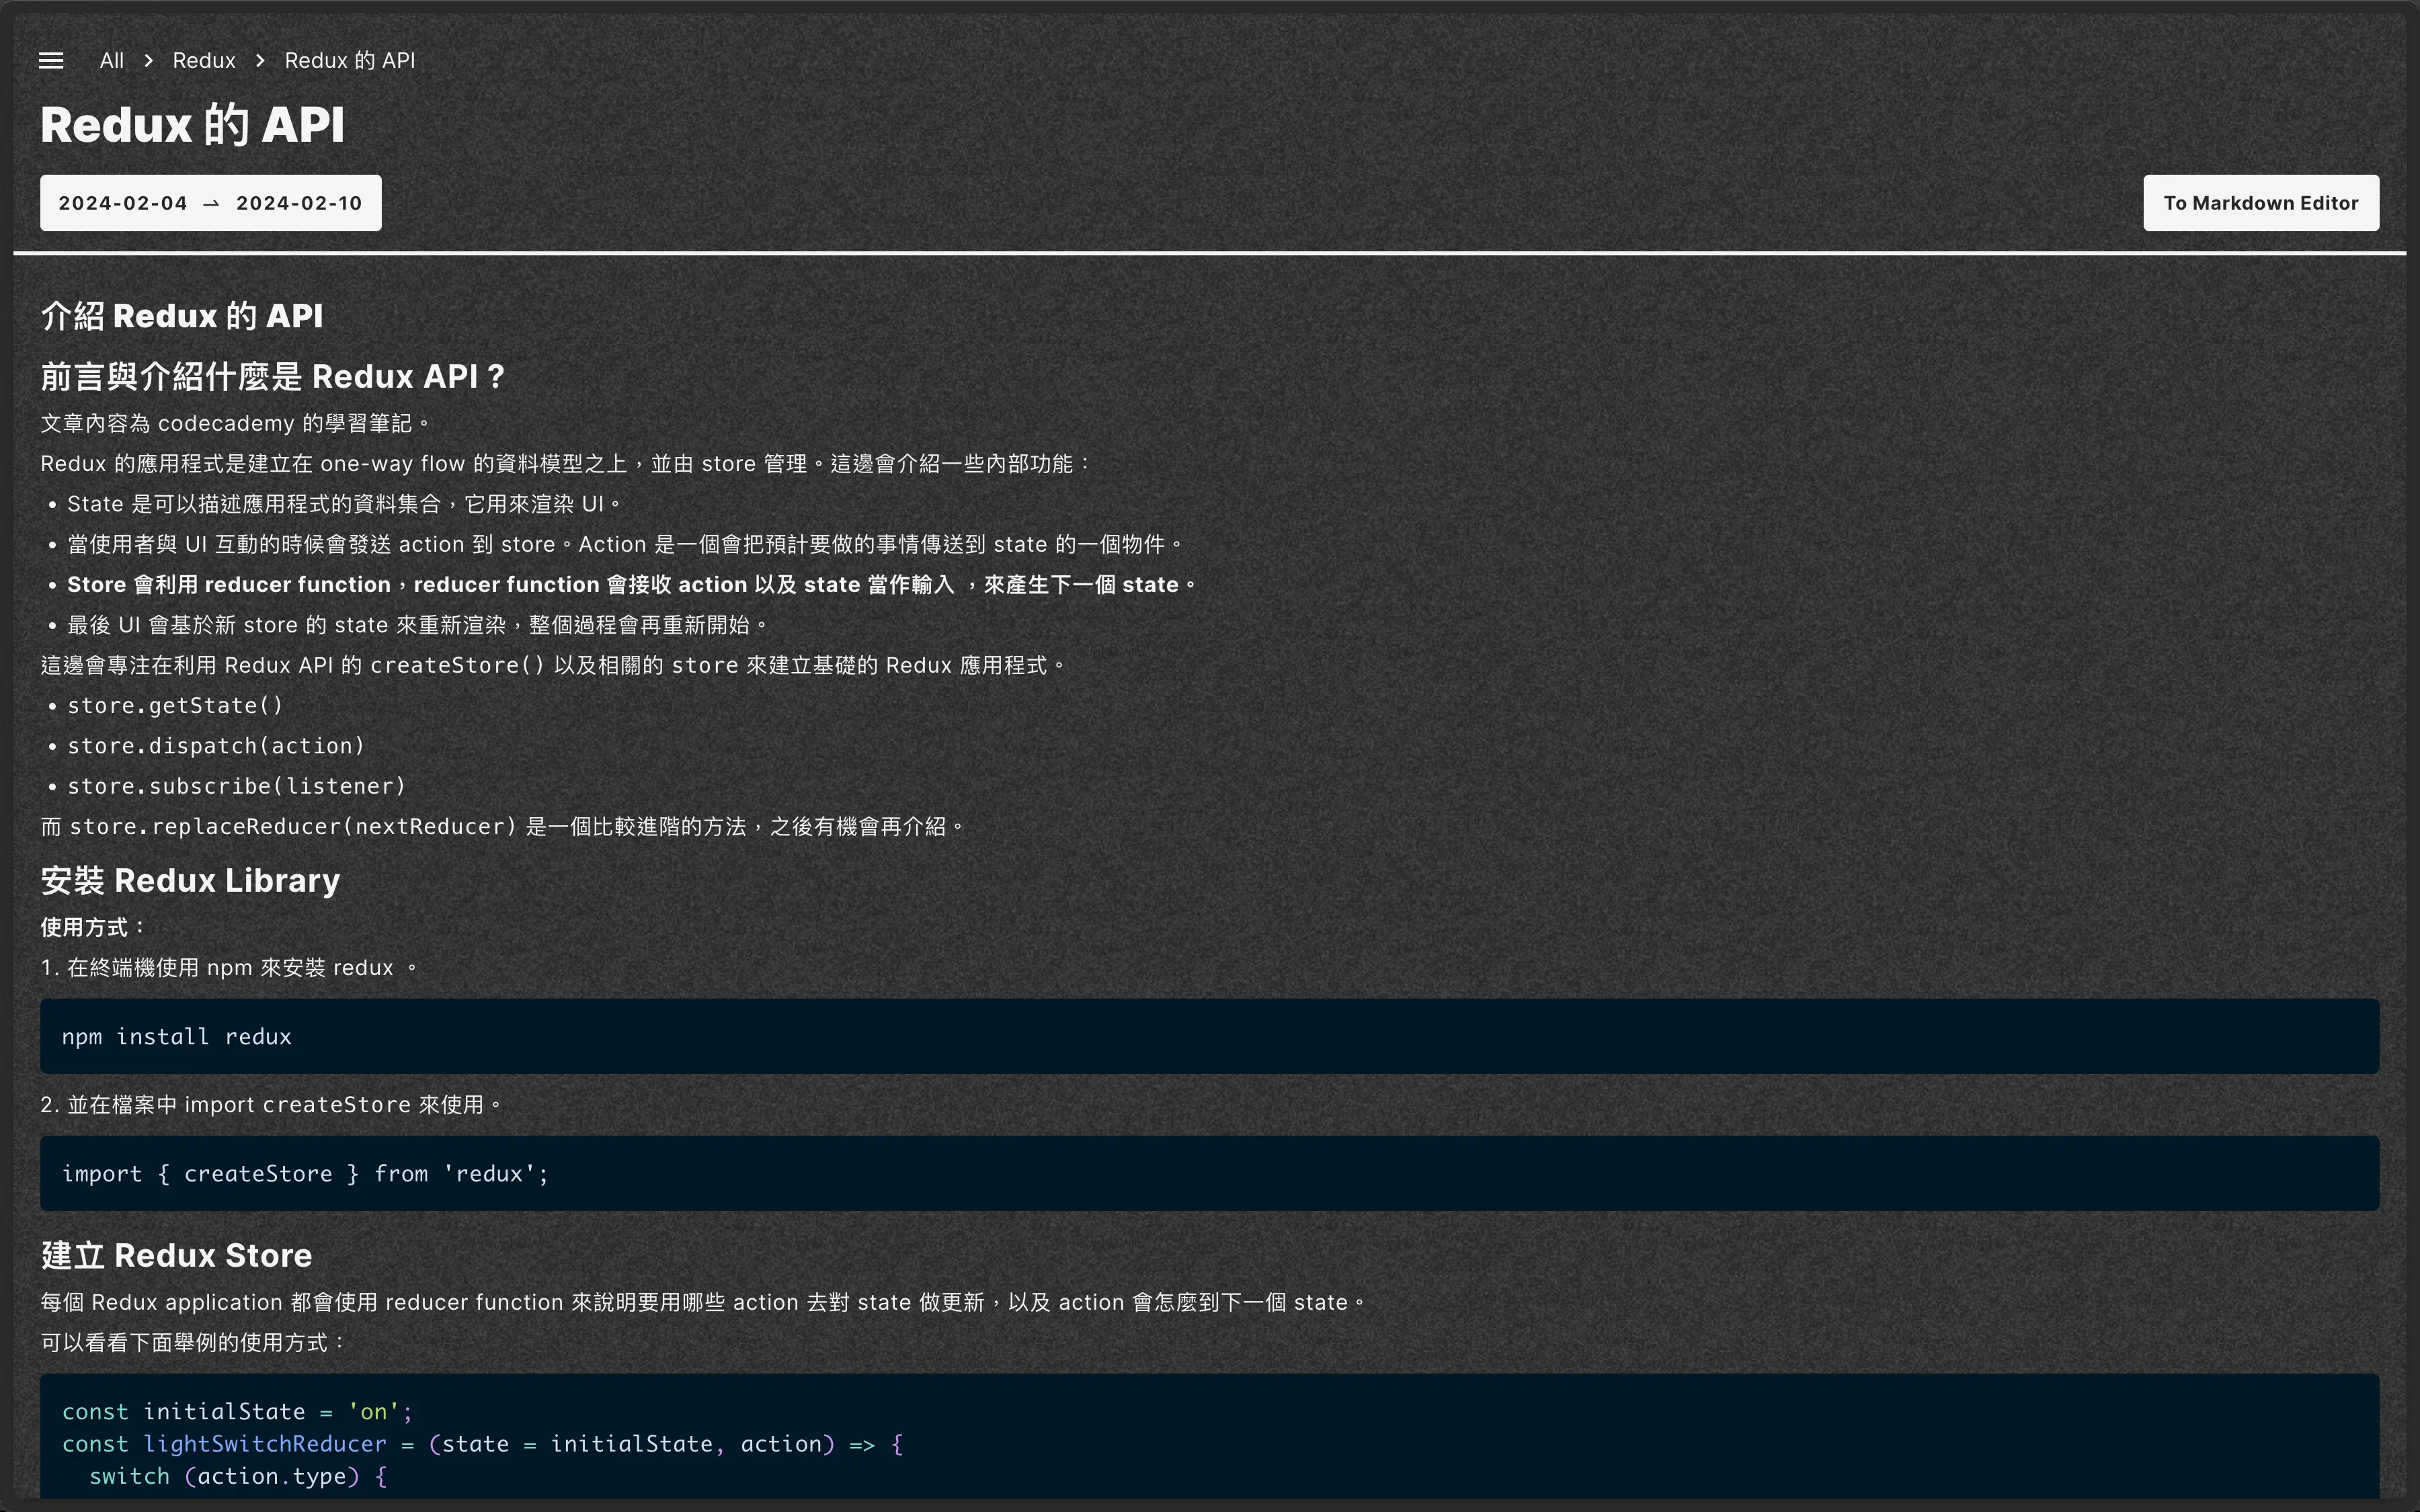 All > Redux > Redux 的 API
Redux 的 API
2024-02-04 ⇀ 2024-02-10
To Markdown Editor
介紹 Redux 的 API
前言與介紹什麼是 Redux API？
文章內容為 codecademy 的學習筆記。
Redux 的應用程式是建立在 one-way flow 的資料模型之上，並由 store 管理。這邊會介紹一些內部功能：
• State 是可以描述應用程式的資料集合，它用來渲染 UI。
• 當使用者與 UI 互動的時候會發送 action 到 store。Action 是一個會把預計要做的事情傳送到 state 的一個物件。
• Store 會利用 reducer function，reducer function 會接收 action 以及 state 當作輸入 ，來產生下一個 state。
• 最後 UI 會基於新 store 的 state 來重新渲染，整個過程會再重新開始。
這邊會專注在利用 Redux API 的 createStore() 以及相關的 store 來建立基礎的 Redux 應用程式。
• store.getState()
• store.dispatch(action)
• store.subscribe(listener)
而 store.replaceReducer(nextReducer) 是一個比較進階的方法，之後有機會再介紹。
安裝 Redux Library
使用方式：
1. 在終端機使用 npm 來安裝 redux 。
npm install redux
2. 並在檔案中 import createStore 來使用。
import { createStore } from 'redux';
建立 Redux Store
每個 Redux application 都會使用 reducer function 來說明要用哪些 action 去對 state 做更新，以及 action 會怎麼到下一個 state。
可以看看下面舉例的使用方式：
const initialState = 'on';
const lightSwitchReducer = (state = initialState, action) => {
  switch (action.type) {